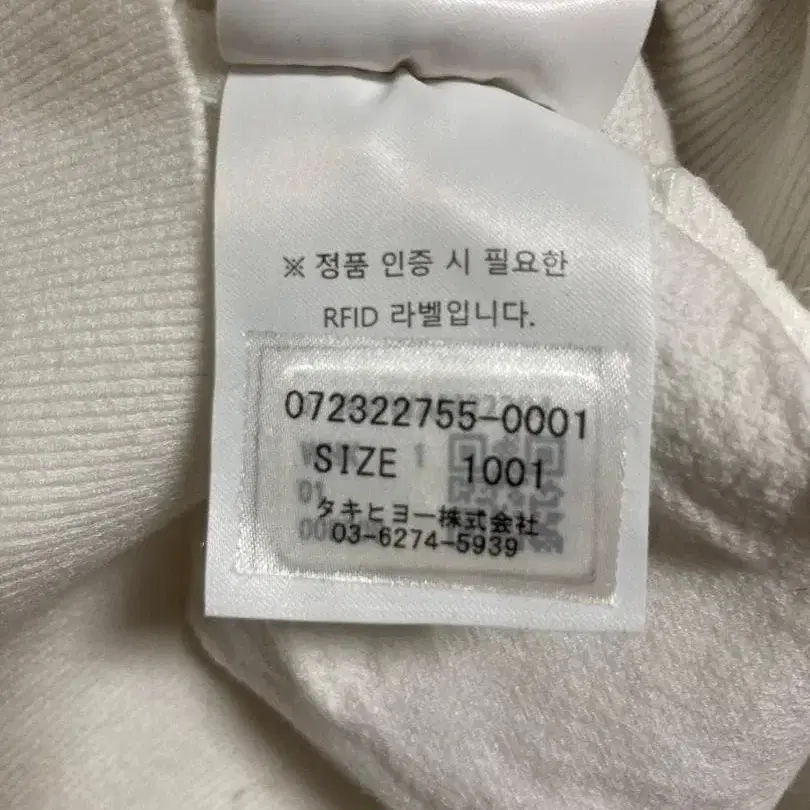 ※ 정품 인증 시 필요한
RFID 라벨입니다.
072322755-0001
SIZE 1001
タキヒヨー株式会社
03-6274-5939